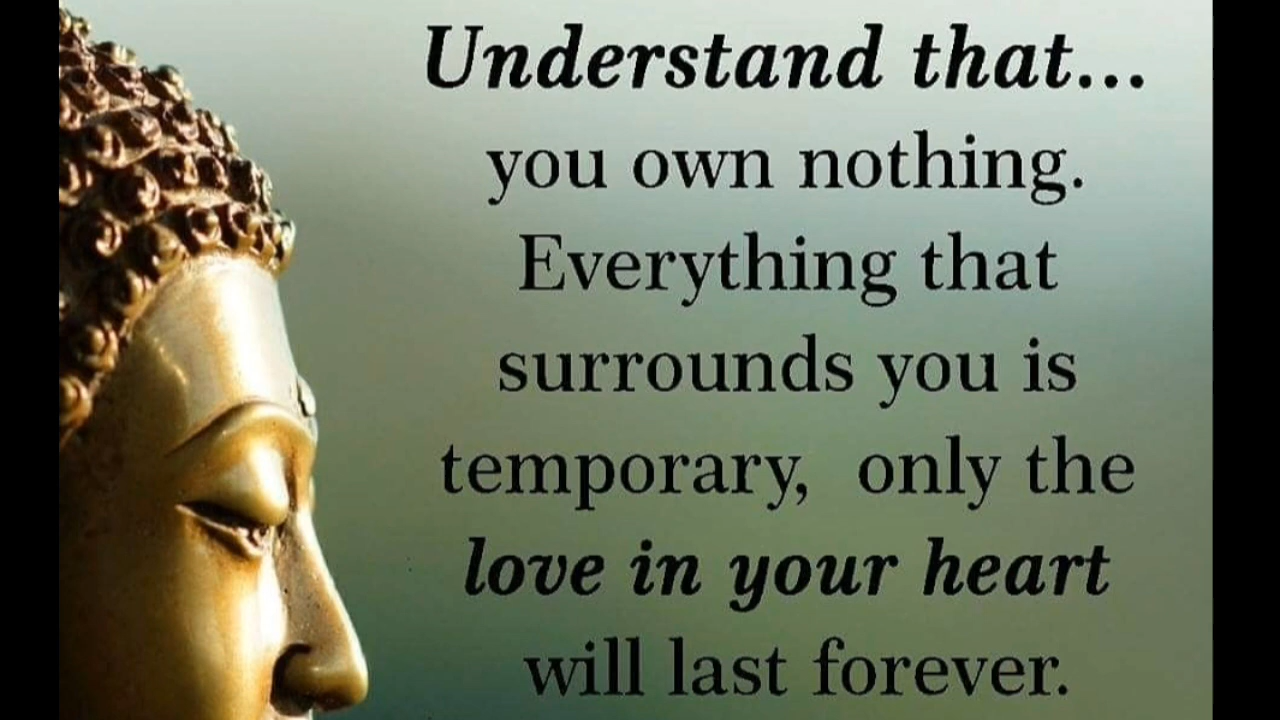 Understand that...
you own nothing.
Everything that
surrounds you is
temporary, only the
love in your heart
will last forever.